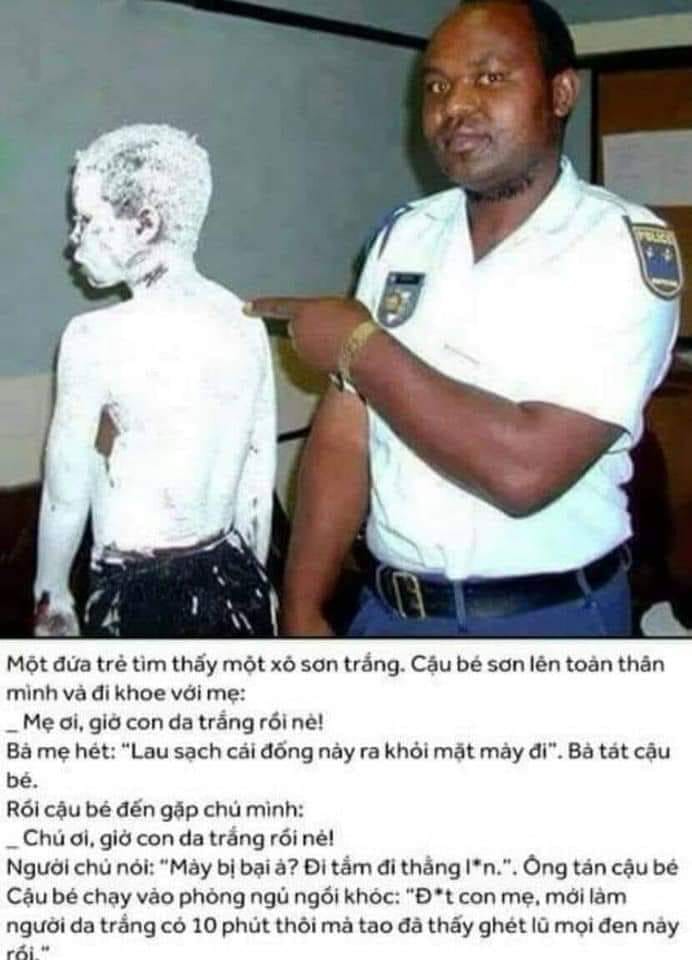 POLICE
Một đứa trẻ tìm thấy một xô sơn trắng. Cậu bé sơn lên toàn thân
mình và đi khoe với mẹ:
_ Mẹ ơi, giờ con da trắng rồi nè!
Bà mẹ hét: “Lau sạch cái đống này ra khỏi mặt mày đi”. Bà tát cậu
bé.
Rồi cậu bé đến gặp chú mình:
_ Chú ơi, giờ con da trắng rồi nè!
Người chú nói: “Mày bị bại à? Đi tắm đi thằng l*n.”. Ông tán cậu bé
Cậu bé chạy vào phòng ngủ ngồi khóc: “Đ*t con mẹ, mới làm
người da trắng có 10 phút thôi mà tao đã thấy ghét lũ mọi đen này
rồi.”